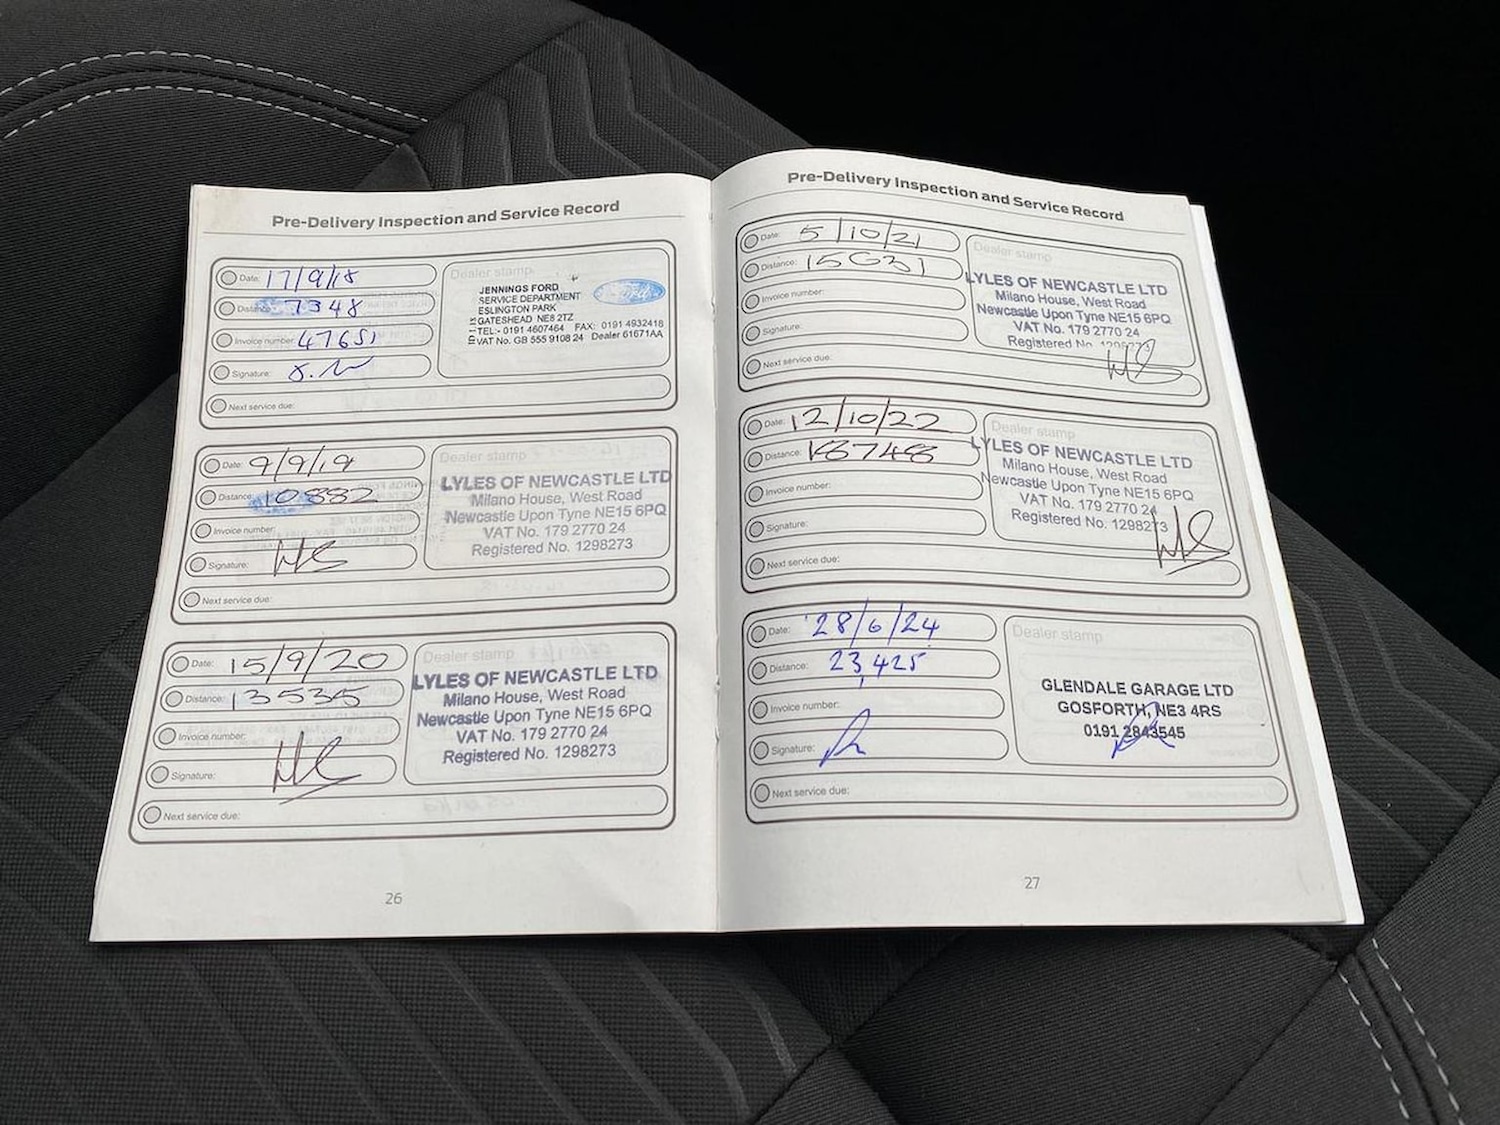 Pre-Delivery Inspection and Service Record
Date: 17/9/18
Distance: 7348
Invoice number: 47651
Signature:
Next service due:
Dealer stamp
JENNINGS FORD
SERVICE DEPARTMENT
ESLINGTON PARK
GATESHEAD NE8 2TZ
TEL:- 0191 4607464 FAX: 0191 4932418
VAT No. GB 555 9108 24 Dealer 61671AA
Ford
Date: 9/9/19
Distance: 10882
Invoice number:
Signature:
Next service due:
Dealer stamp
LYLES OF NEWCASTLE LTD
Milano House, West Road
Newcastle Upon Tyne NE15 6PQ
VAT No. 179 2770 24
Registered No. 1298273
Date: 15/9/20
Distance: 13535
Invoice number:
Signature:
Next service due:
Dealer stamp
LYLES OF NEWCASTLE LTD
Milano House, West Road
Newcastle Upon Tyne NE15 6PQ
VAT No. 179 2770 24
Registered No. 1298273
26
Pre-Delivery Inspection and Service Record
Date: 5/10/21
Distance: 15631
Invoice number:
Signature:
Next service due:
Dealer stamp
LYLES OF NEWCASTLE LTD
Milano House, West Road
Newcastle Upon Tyne NE15 6PQ
VAT No. 179 2770 24
Registered No.
Date: 12/10/22
Distance: 18748
Invoice number:
Signature:
Next service due:
Dealer stamp
LYLES OF NEWCASTLE LTD
Milano House, West Road
Newcastle Upon Tyne NE15 6PQ
VAT No. 179 2770 24
Registered No. 1298273
Date: 28/6/24
Distance: 23,425
Invoice number:
Signature:
Next service due:
Dealer stamp
GLENDALE GARAGE LTD
GOSFORTH, NE3 4RS
0191 2843545
27